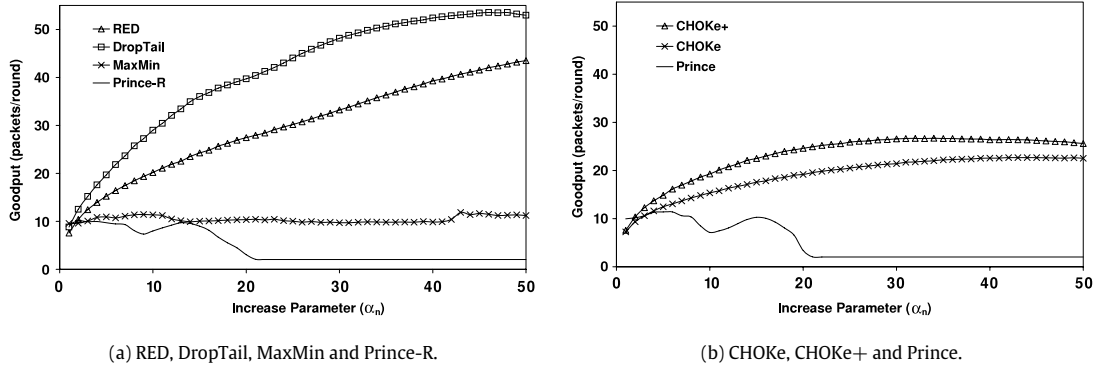 50
40
30
20
10
0
Goodput (packets/round)
RED
DropTail
MaxMin
Prince-R
0 10 20 30 40 50
Increase Parameter (αn)
(a) RED, DropTail, MaxMin and Prince-R.
50
40
30
20
10
0
Goodput (packets/round)
CHOKe+
CHOKe
Prince
0 10 20 30 40 50
Increase Parameter (αn)
(b) CHOKe, CHOKe+ and Prince.